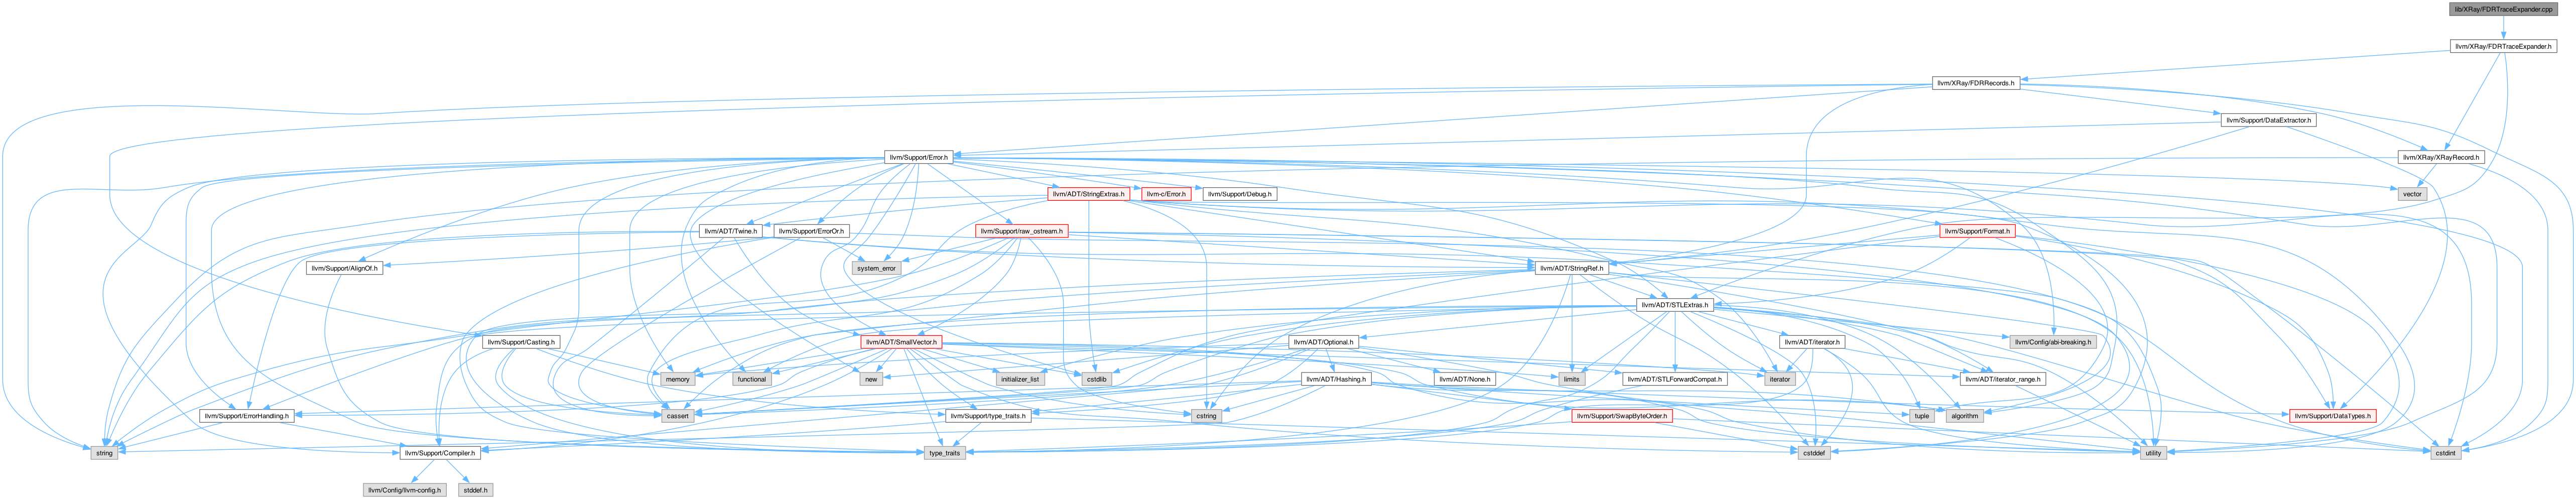 lib/XRay/FDRTraceExpander.cpp
llvm/XRay/FDRTraceExpander.h
llvm/XRay/FDRRecords.h
llvm/Support/DataExtractor.h
llvm/Support/Error.h
llvm/XRay/XRayRecord.h
llvm/ADT/StringExtras.h
llvm-c/Error.h
llvm/Support/Debug.h
vector
llvm/ADT/Twine.h
llvm/Support/ErrorOr.h
llvm/Support/raw_ostream.h
llvm/Support/Format.h
llvm/Support/AlignOf.h
system_error
llvm/ADT/StringRef.h
llvm/ADT/STLExtras.h
llvm/Support/Casting.h
llvm/ADT/SmallVector.h
llvm/ADT/Optional.h
llvm/ADT/iterator.h
llvm/Config/abi-breaking.h
memory
functional
new
initializer_list
cstdlib
llvm/ADT/Hashing.h
llvm/ADT/None.h
limits
llvm/ADT/STLForwardCompat.h
iterator
llvm/ADT/iterator_range.h
llvm/Support/ErrorHandling.h
cassert
llvm/Support/type_traits.h
cstring
llvm/Support/SwapByteOrder.h
tuple
algorithm
llvm/Support/DataTypes.h
string
llvm/Support/Compiler.h
type_traits
cstddef
utility
cstdint
llvm/Config/llvm-config.h
stddef.h